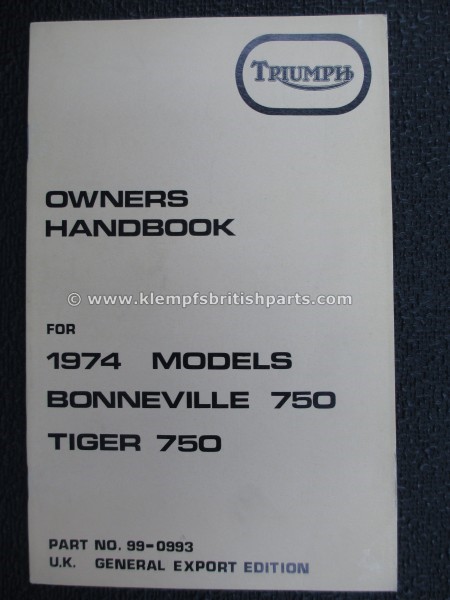 TRIUMPH
OWNERS
HANDBOOK
© www.klempfsbritishparts.com
FOR
1974 MODELS
BONNEVILLE 750
TIGER 750
PART NO. 99-0993
U.K. GENERAL EXPORT EDITION